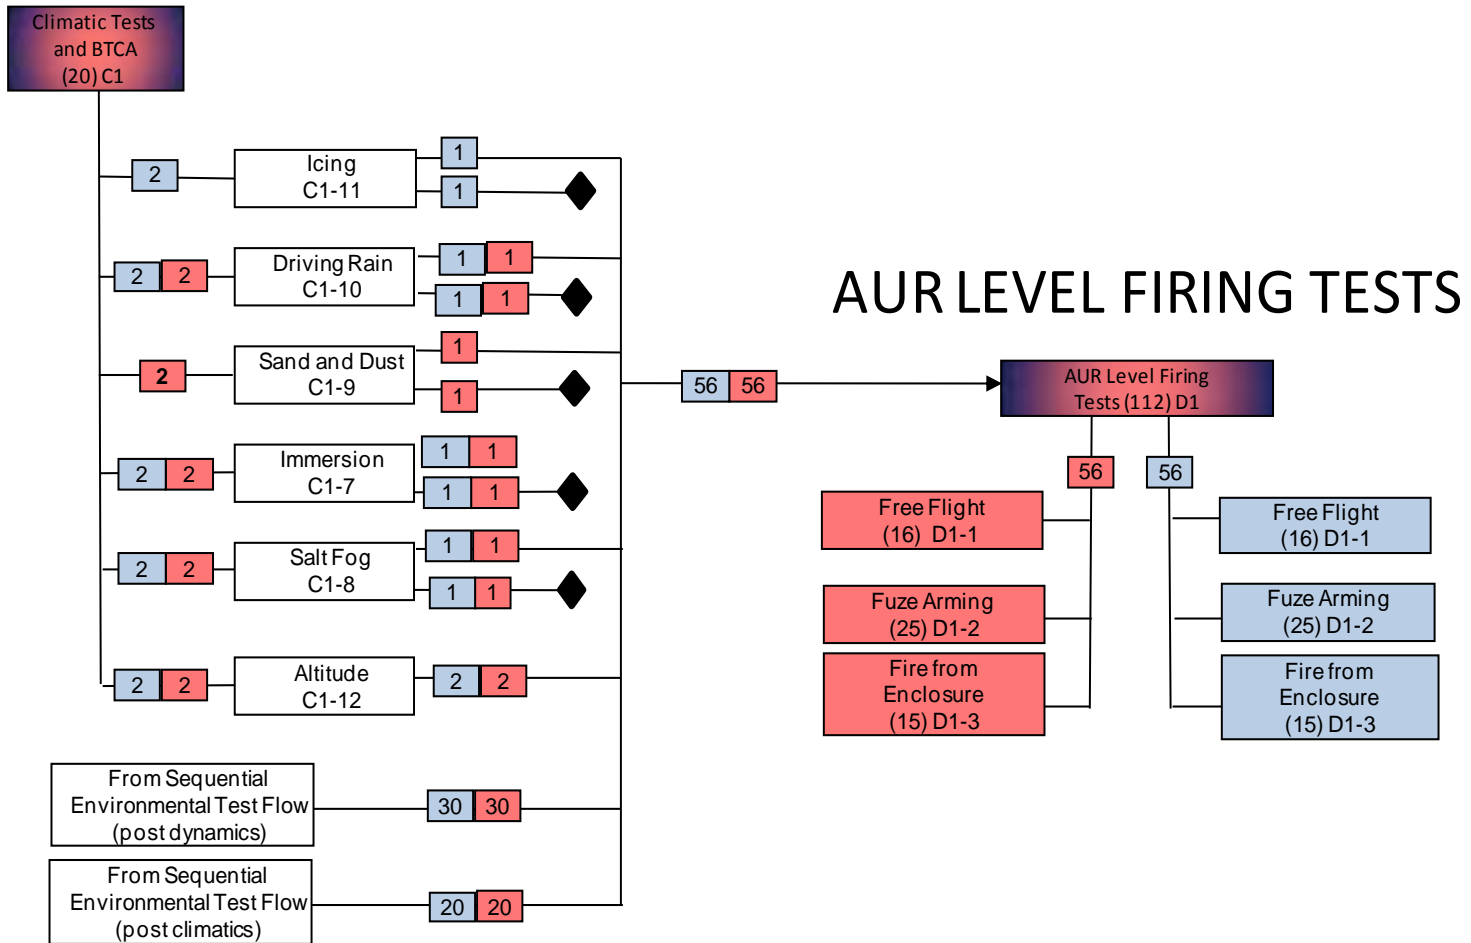 Climatic Tests
and BTCA
(20) C1
2
Icing
C1-11
1
1
2 2
Driving Rain
C1-10
1 1
1 1
2
Sand and Dust
C1-9
1
1
2 2
Immersion
C1-7
1 1
1 1
2 2
Salt Fog
C1-8
1 1
1 1
2 2
Altitude
C1-12
2 2
From Sequential
Environmental Test Flow
(post dynamics)
30 30
From Sequential
Environmental Test Flow
(post climatics)
20 20
56 56
AUR LEVEL FIRING TESTS
AUR Level Firing
Tests (112) D1
56
56
Free Flight
(16) D1-1
Fuze Arming
(25) D1-2
Fire from
Enclosure
(15) D1-3
Free Flight
(16) D1-1
Fuze Arming
(25) D1-2
Fire from
Enclosure
(15) D1-3